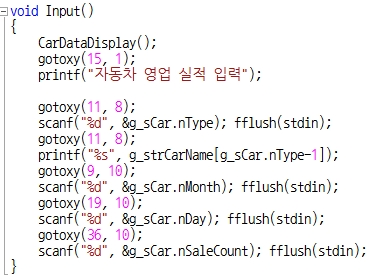 void Input()
{
    CarDataDisplay();
    gotoxy(15, 1);
    printf("자동차 영업 실적 입력");

    gotoxy(11, 8);
    scanf("%d", &g_sCar.nType); fflush(stdin);
    gotoxy(11, 8);
    printf("%s", g_strCarName[g_sCar.nType-1]);
    gotoxy(9, 10);
    scanf("%d", &g_sCar.nMonth); fflush(stdin);
    gotoxy(19, 10);
    scanf("%d", &g_sCar.nDay); fflush(stdin);
    gotoxy(36, 10);
    scanf("%d", &g_sCar.nSaleCount); fflush(stdin);
}